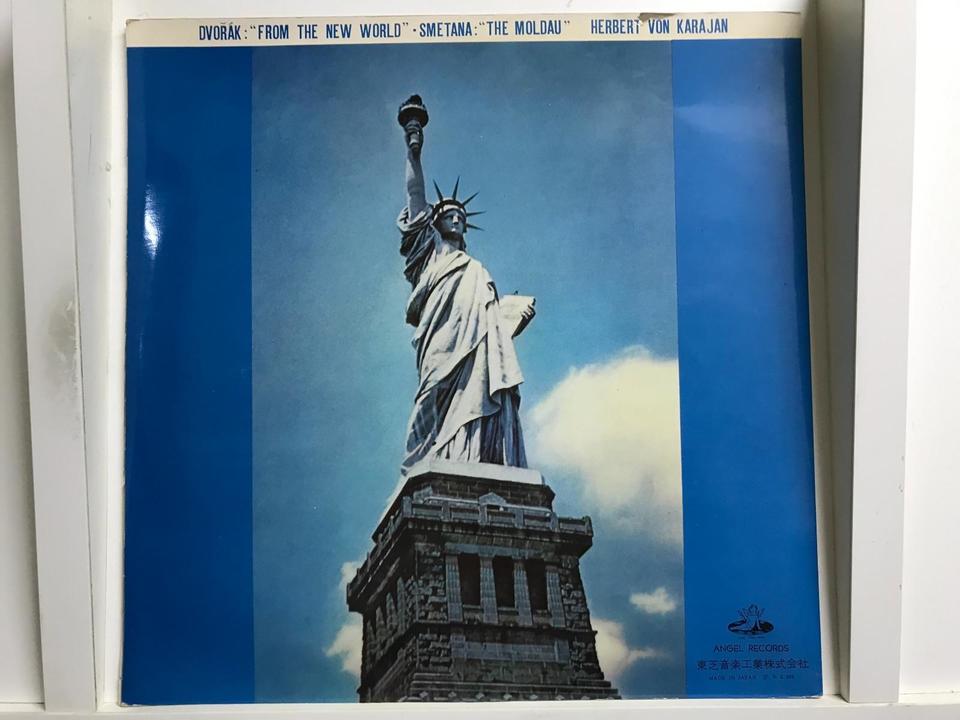 DVOŘÁK: "FROM THE NEW WORLD" · SMETANA: "THE MOLDAU" HERBERT VON KARAJAN
ANGEL RECORDS
東芝音楽工業株式会社
MADE IN JAPAN